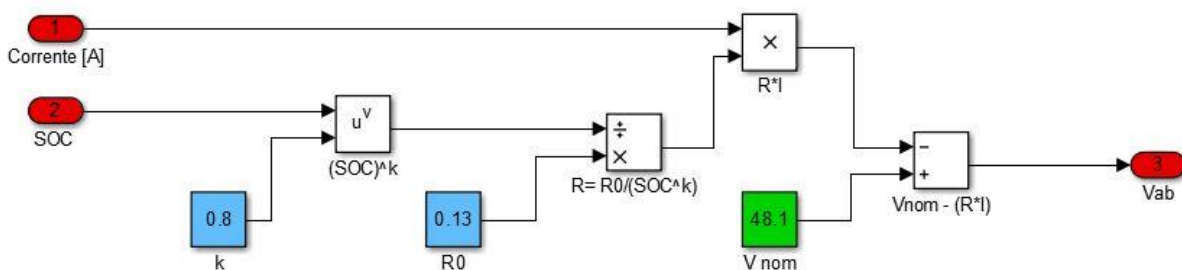 1
Corrente [A]
×
R*I
2
SOC
u^v
(SOC)^k
÷
×
R= R0/(SOC^k)
−
+
Vnom - (R*I)
3
Vab
0.8
k
0.13
R0
48.1
V nom